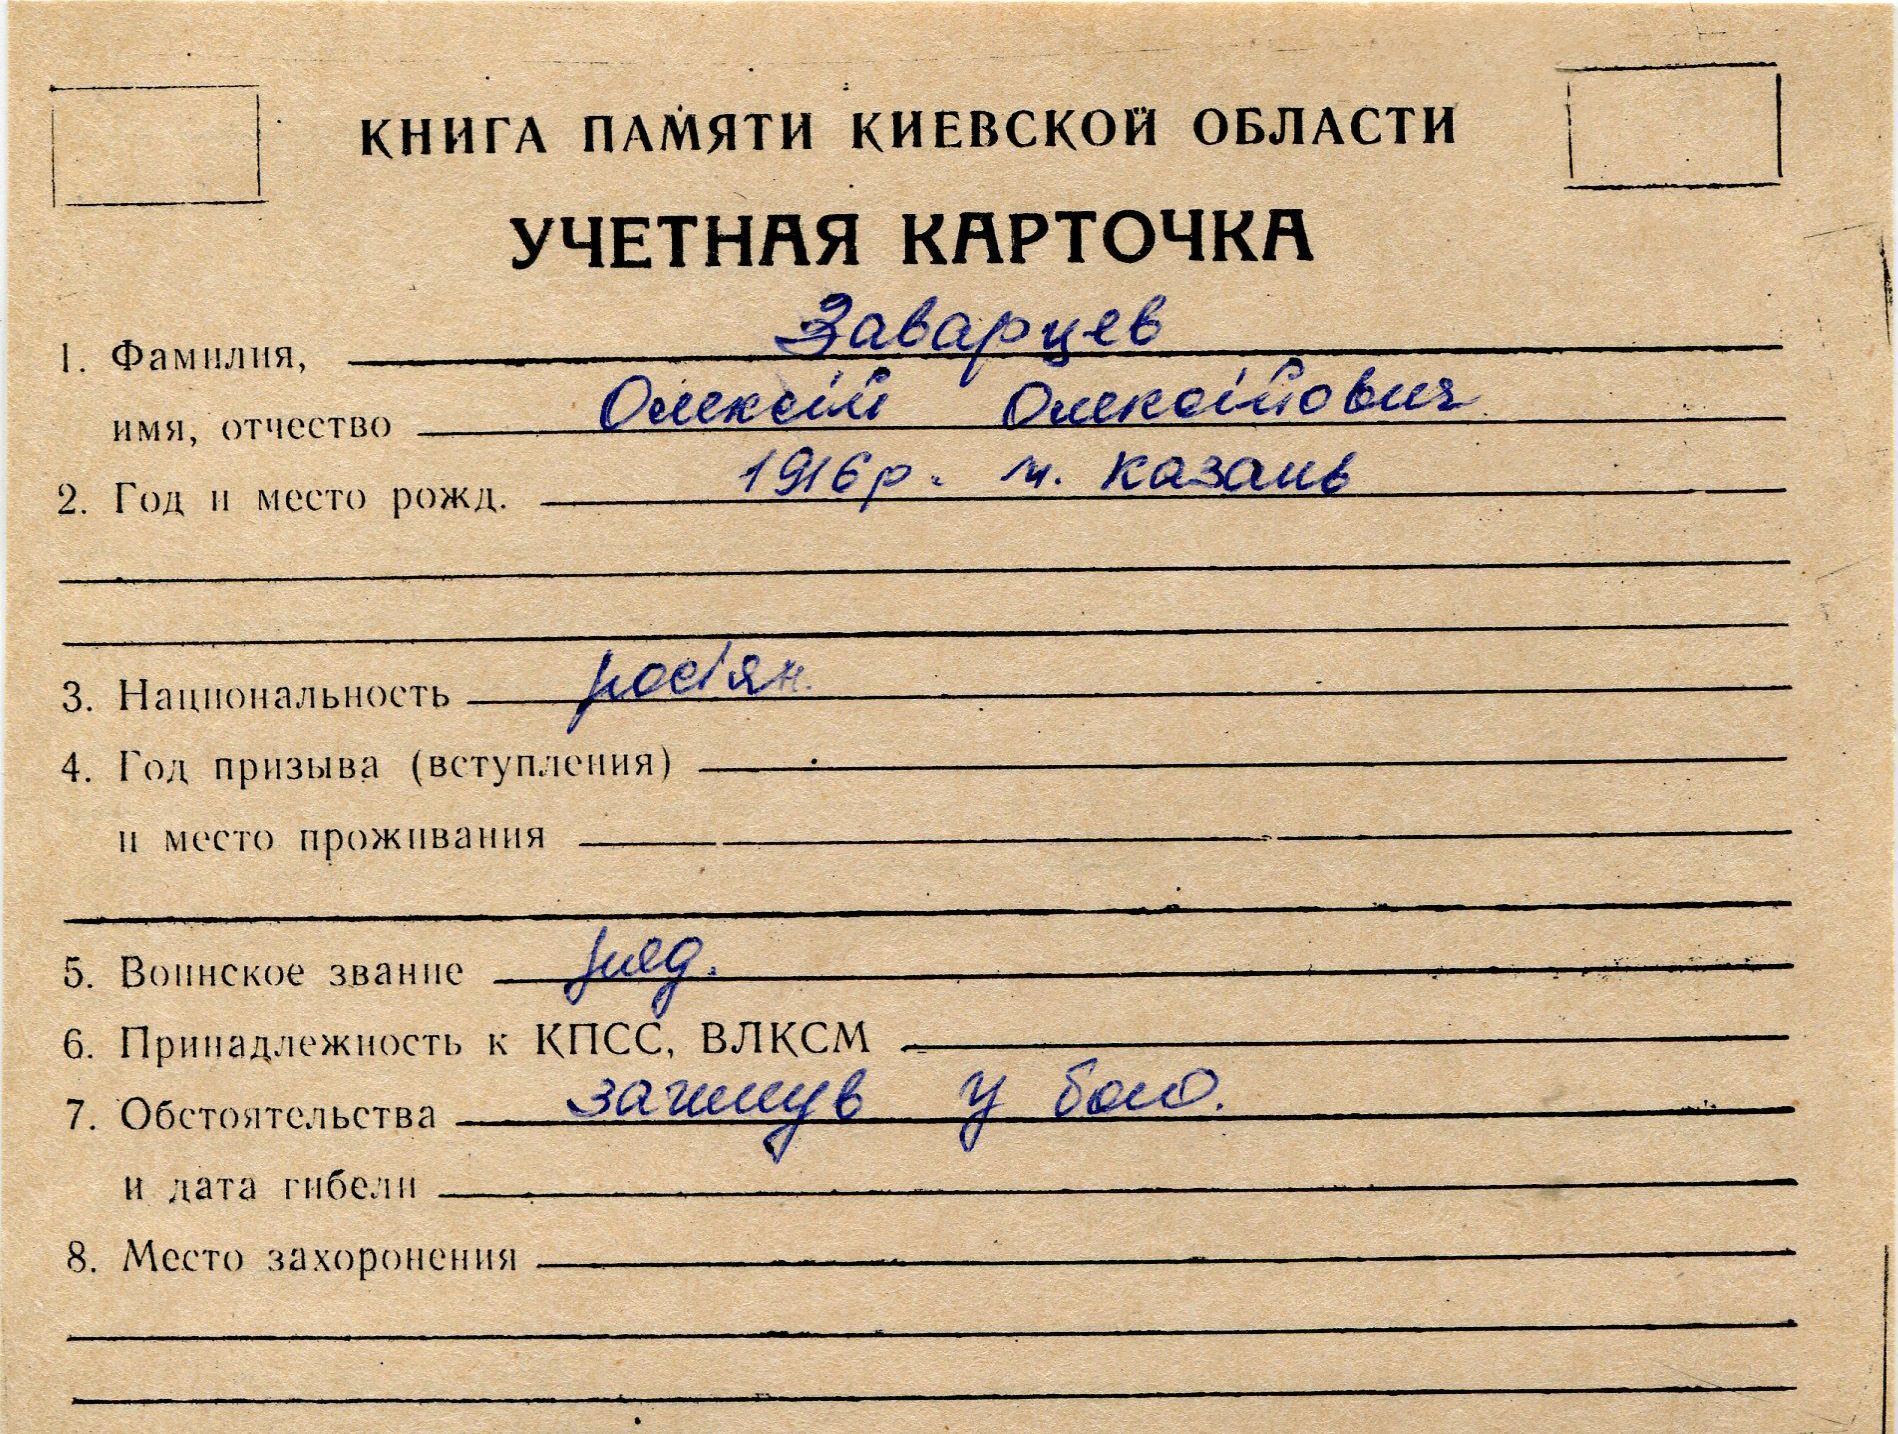 КНИГА ПАМЯТИ КИЕВСКОЙ ОБЛАСТИ
УЧЕТНАЯ КАРТОЧКА
1. Фамилия, Заварцев
имя, отчество Олексій Олексійович
2. Год и место рожд. 1916 р. м. Казань
3. Национальность росіян.
4. Год призыва (вступления)
и место проживания
5. Воинское звание ряд.
6. Принадлежность к КПСС, ВЛКСМ
7. Обстоятельства загинув у бою.
и дата гибели
8. Место захоронения